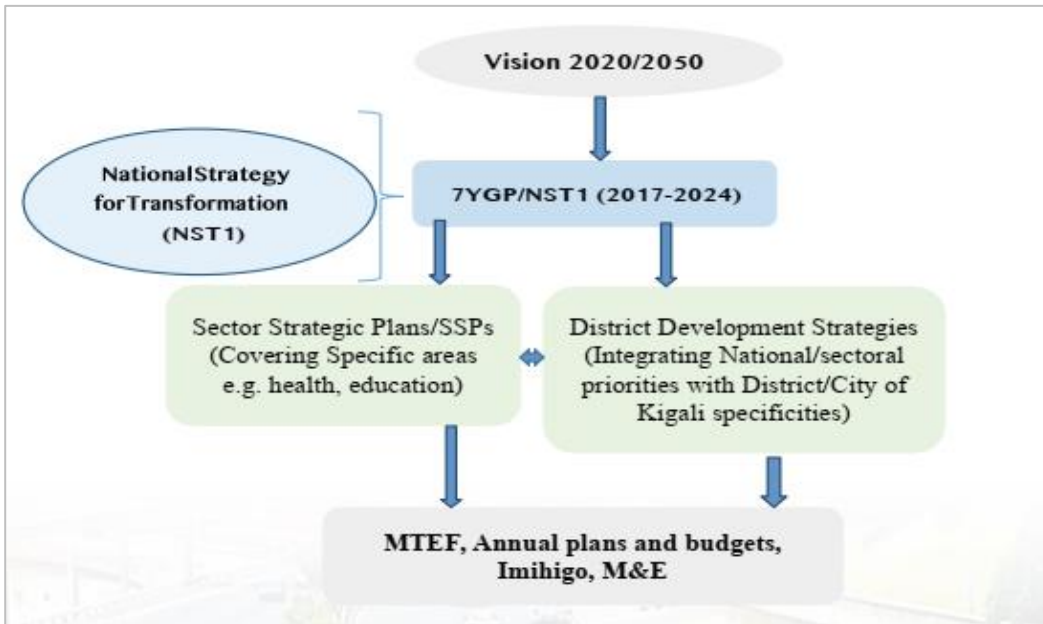 Vision 2020/2050
NationalStrategy
forTransformation
(NST1)
7YGP/NST1 (2017-2024)
Sector Strategic Plans/SSPs
(Covering Specific areas
e.g. health, education)
District Development Strategies
(Integrating National/sectoral
priorities with District/City of
Kigali specificities)
MTEF, Annual plans and budgets,
Imihigo, M&E